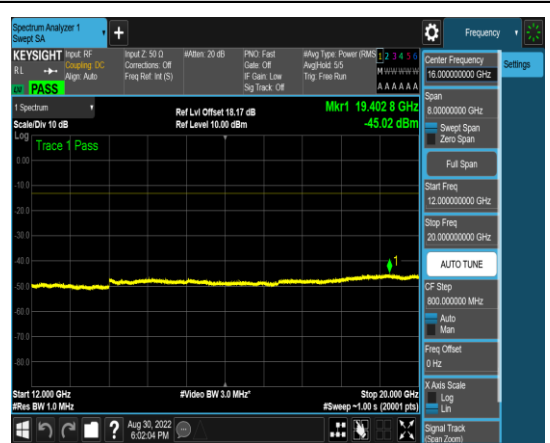 Spectrum Analyzer 1
Swept SA
+
Frequency
KEYSIGHT
RL
Input: RF
Coupling: DC
Align: Auto
Input Z: 50 Ω
Corrections: Off
Freq Ref: Int (S)
#Atten: 20 dB
PNO: Fast
Gate: Off
IF Gain: Low
Sig Track: Off
#Avg Type: Power (RMS
Avg|Hold: 5/5
Trig: Free Run
1 2 3 4 5 6
M W W W W W
A A A A A A
PASS
1 Spectrum
Scale/Div 10 dB
Ref Lvl Offset 18.17 dB
Ref Level 10.00 dBm
Mkr1 19.402 8 GHz
-45.02 dBm
Log
Trace 1 Pass
0.00
-10.0
-20.0
-30.0
-40.0
-50.0
-60.0
-70.0
-80.0
1
Start 12.000 GHz
#Res BW 1.0 MHz
#Video BW 3.0 MHz*
Stop 20.000 GHz
#Sweep ~1.00 s (20001 pts)
Aug 30, 2022
6:02:04 PM
?
Center Frequency
16.00000000 GHz
Settings
Span
8.00000000 GHz
Swept Span
Zero Span
Full Span
Start Freq
12.000000000 GHz
Stop Freq
20.000000000 GHz
AUTO TUNE
CF Step
800.000000 MHz
Auto
Man
Freq Offset
0 Hz
X Axis Scale
Log
Lin
Signal Track
(Span Zoom)